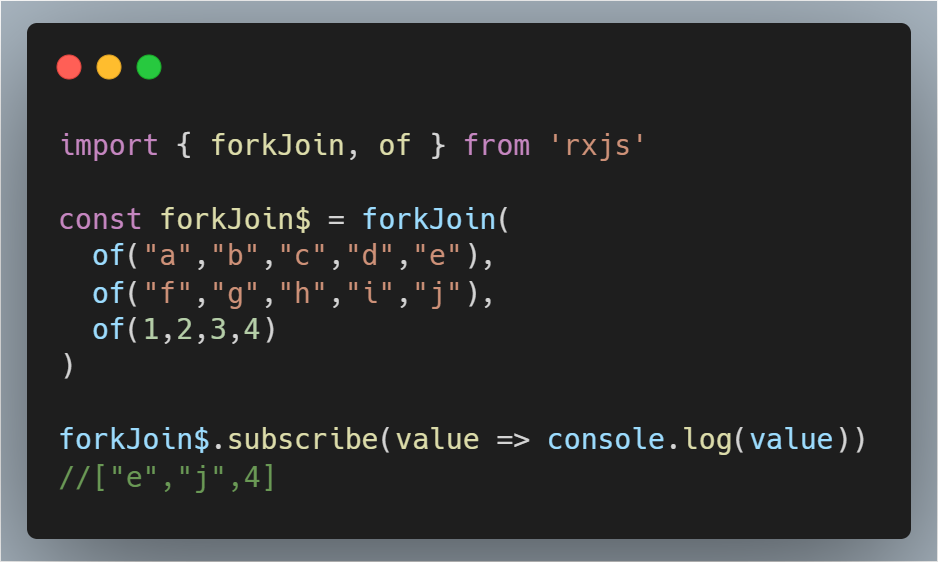 import { forkJoin, of } from 'rxjs'
const forkJoin$ = forkJoin(
  of("a","b","c","d","e"),
  of("f","g","h","i","j"),
  of(1,2,3,4)
)
forkJoin$.subscribe(value => console.log(value))
//["e","j",4]